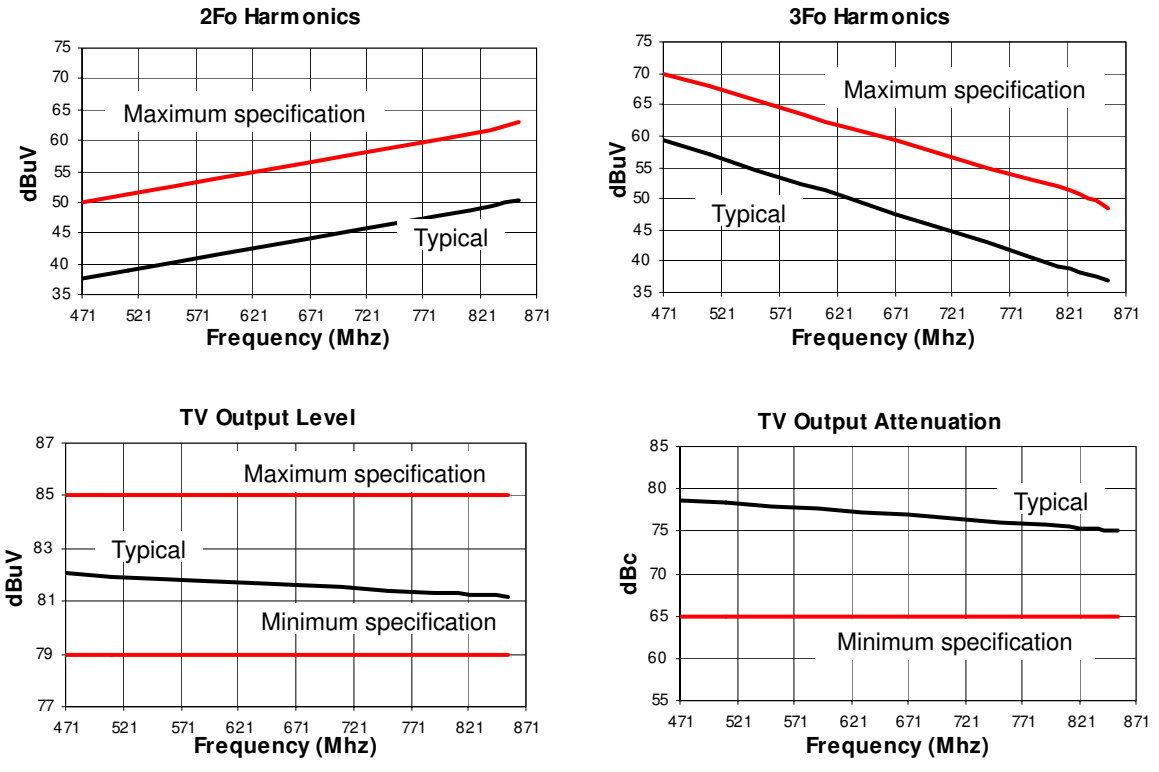 2Fo Harmonics
75
70
65
60
55
50
45
40
35
dBuV
Maximum specification
Typical
471 521 571 621 671 721 771 821 871
Frequency (Mhz)
3Fo Harmonics
75
70
65
60
55
50
45
40
35
dBuV
Maximum specification
Typical
471 521 571 621 671 721 771 821 871
Frequency (Mhz)
TV Output Level
87
85
83
81
79
77
dBuV
Maximum specification
Typical
Minimum specification
471 521 571 621 671 721 771 821 871
Frequency (Mhz)
TV Output Attenuation
85
80
75
70
65
60
55
dBc
Typical
Minimum specification
471 521 571 621 671 721 771 821 871
Frequency (Mhz)